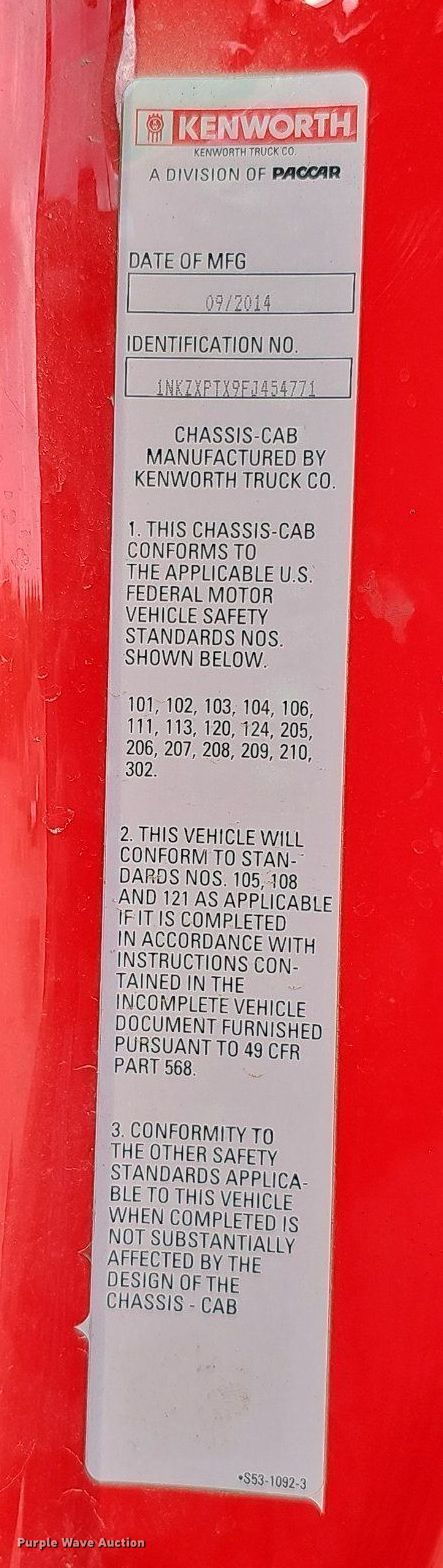 KENWORTH
KENWORTH TRUCK CO.
A DIVISION OF PACCAR
DATE OF MFG
09/2014
IDENTIFICATION NO.
1NKZXPTX9FJ454771
CHASSIS-CAB
MANUFACTURED BY
KENWORTH TRUCK CO.
1. THIS CHASSIS-CAB
CONFORMS TO
THE APPLICABLE U.S.
FEDERAL MOTOR
VEHICLE SAFETY
STANDARDS NOS.
SHOWN BELOW.
101, 102, 103, 104, 106,
111, 113, 120, 124, 205,
206, 207, 208, 209, 210,
302.
2. THIS VEHICLE WILL
CONFORM TO STAN-
DARDS NOS. 105, 108
AND 121 AS APPLICABLE
IF IT IS COMPLETED
IN ACCORDANCE WITH
INSTRUCTIONS CON-
TAINED IN THE
INCOMPLETE VEHICLE
DOCUMENT FURNISHED
PURSUANT TO 49 CFR
PART 568.
3. CONFORMITY TO
THE OTHER SAFETY
STANDARDS APPLICA-
BLE TO THIS VEHICLE
WHEN COMPLETED IS
NOT SUBSTANTIALLY
AFFECTED BY THE
DESIGN OF THE
CHASSIS - CAB
•S53-1092-3
Purple Wave Auction